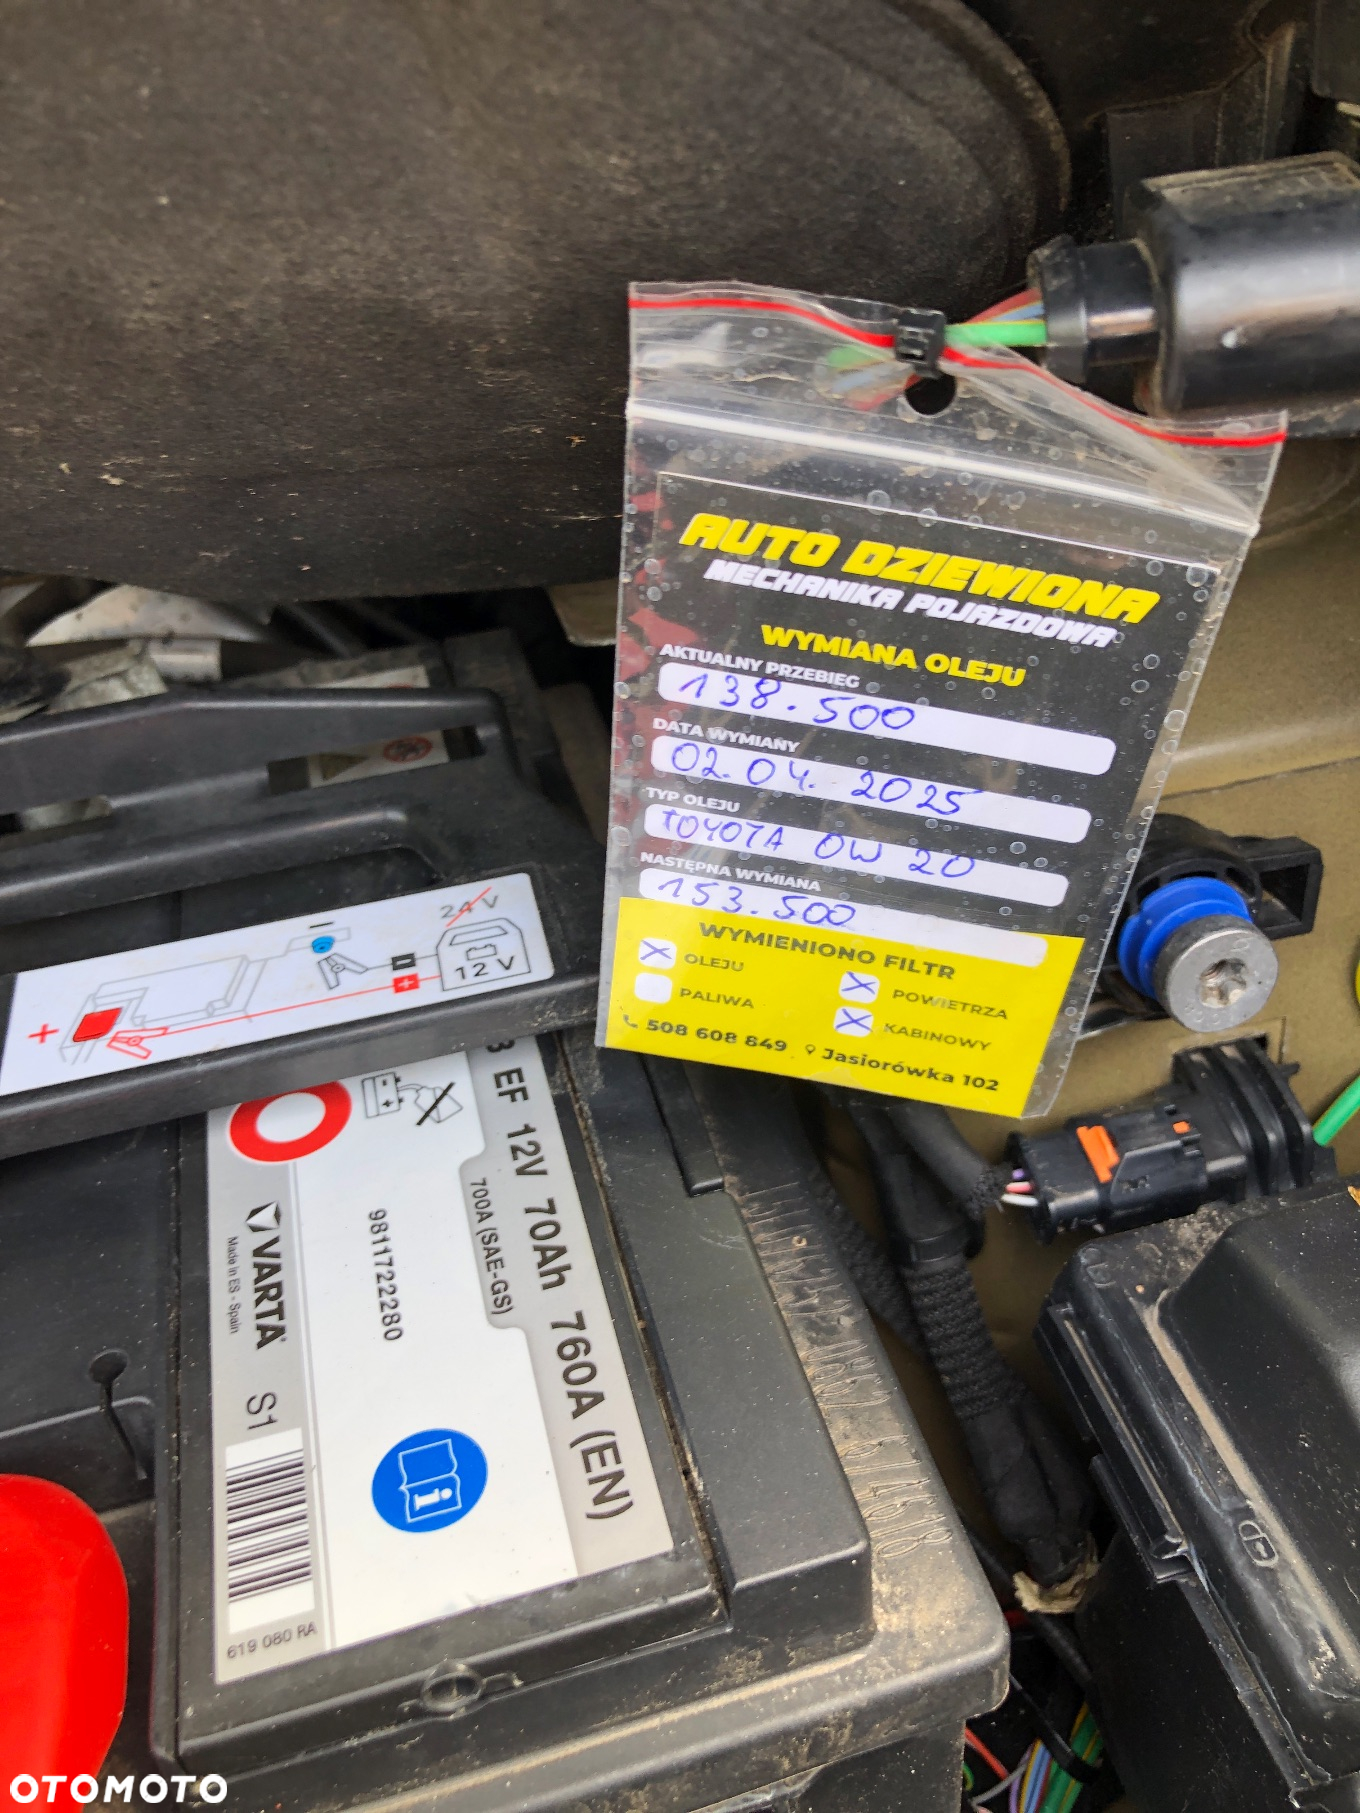 AUTO DZIEWIONA
MECHANIKA POJAZDOWA
WYMIANA OLEJU
AKTUALNY PRZEBIEG
138.500
DATA WYMIANY
02.04.2025
TYP OLEJU
TOYOTA 0W 20
NASTĘPNA WYMIANA
153.500
WYMIENIONO FILTR
OLEJU
POWIETRZA
PALIWA
KABINOWY
508 608 849 Jasiorówka 102
24 V
12 V
+
3 EF 12V 70Ah 760A (EN)
700A (SAE-GS)
9811722280
VARTA
Made in ES - Spain
S1
619 080 RA
OTOMOTO